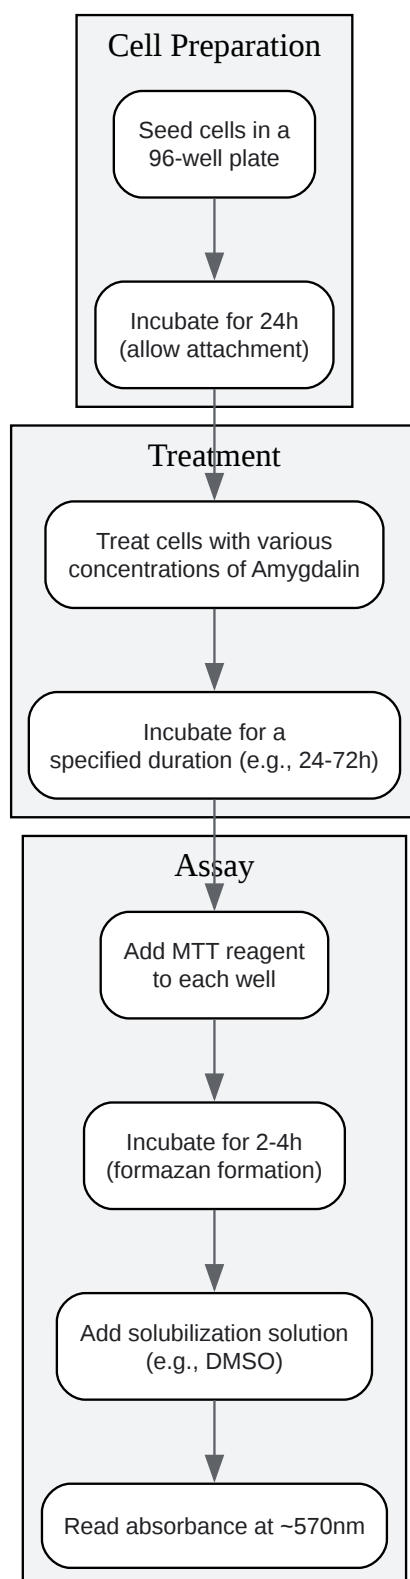 Cell Preparation
Seed cells in a
96-well plate
Incubate for 24h
(allow attachment)
Treatment
Treat cells with various
concentrations of Amygdalin
Incubate for a
specified duration (e.g., 24-72h)
Assay
Add MTT reagent
to each well
Incubate for 2-4h
(formazan formation)
Add solubilization solution
(e.g., DMSO)
Read absorbance at ~570nm